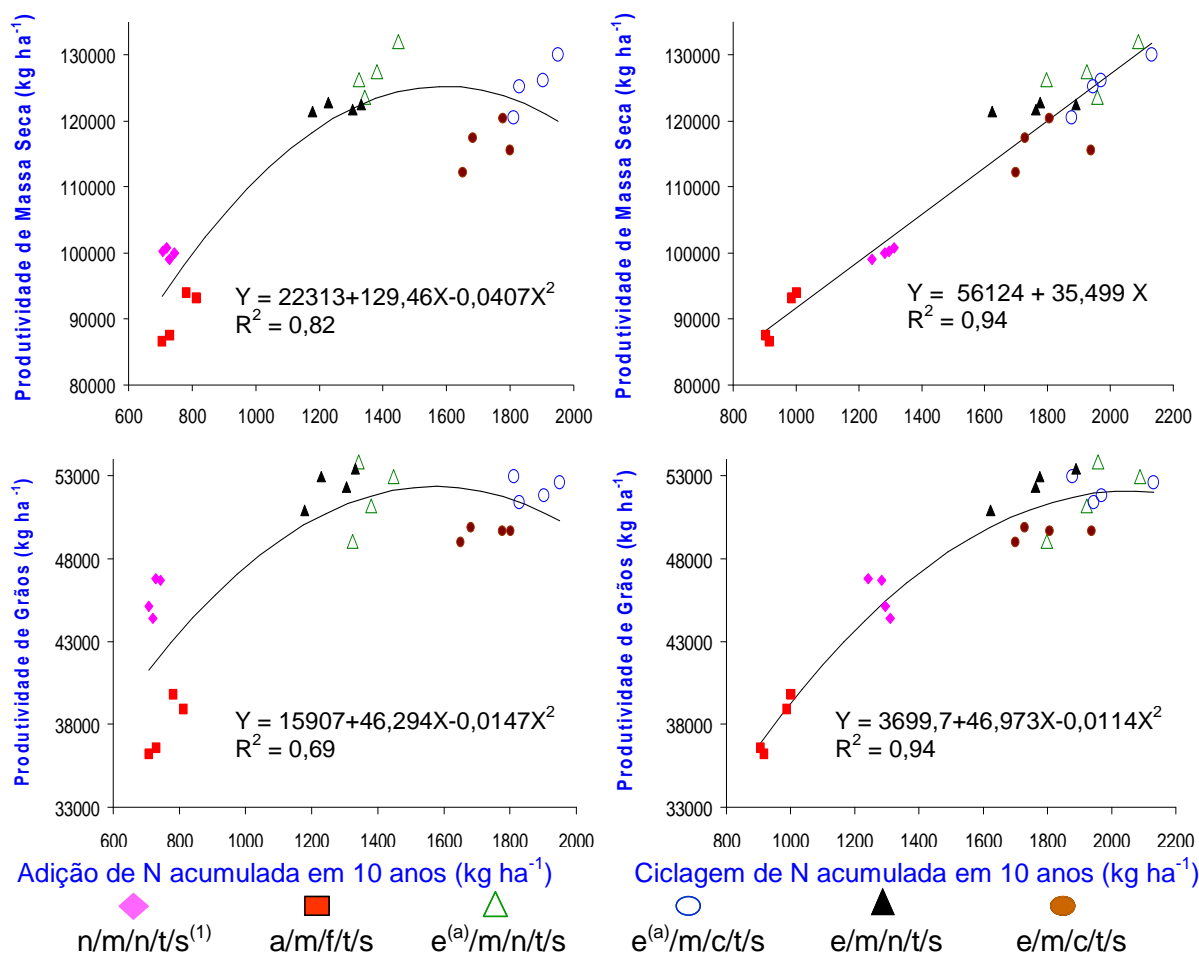 Produtividade de Massa Seca (kg ha⁻¹)
130000
120000
110000
100000
90000
80000
600 800 1000 1200 1400 1600 1800 2000
Y = 22313+129,46X-0,0407X²
R² = 0,82
Produtividade de Massa Seca (kg ha⁻¹)
130000
120000
110000
100000
90000
80000
800 1000 1200 1400 1600 1800 2000 2200
Y = 56124 + 35,499 X
R² = 0,94
Produtividade de Grãos (kg ha⁻¹)
53000
48000
43000
38000
33000
600 800 1000 1200 1400 1600 1800 2000
Y = 15907+46,294X-0,0147X²
R² = 0,69
Produtividade de Grãos (kg ha⁻¹)
53000
48000
43000
38000
33000
800 1000 1200 1400 1600 1800 2000 2200
Y = 3699,7+46,973X-0,0114X²
R² = 0,94
Adição de N acumulada em 10 anos (kg ha⁻¹)
Ciclagem de N acumulada em 10 anos (kg ha⁻¹)
n/m/n/t/s⁽¹⁾ a/m/f/t/s e⁽ᵃ⁾/m/n/t/s e⁽ᵃ⁾/m/c/t/s e/m/n/t/s e/m/c/t/s